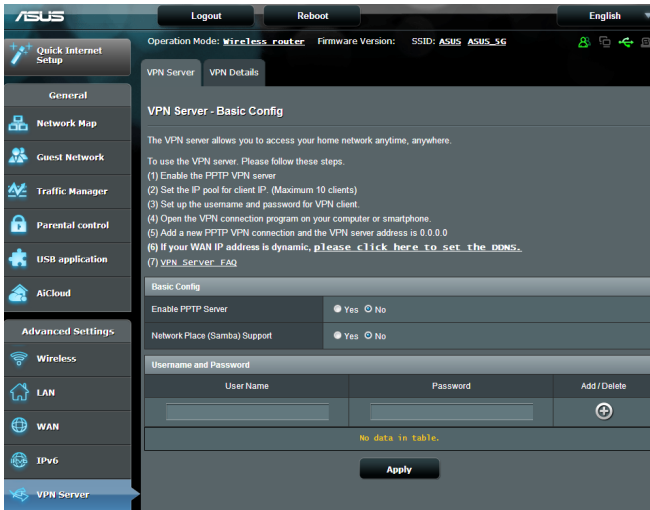 ASUS
Logout
Reboot
English
Quick Internet
Setup
Operation Mode: Wireless router Firmware Version: SSID: ASUS ASUS_5G
VPN Server
VPN Details
General
Network Map
Guest Network
Traffic Manager
Parental control
USB application
AiCloud
Advanced Settings
Wireless
LAN
WAN
IPv6
VPN Server
VPN Server - Basic Config
The VPN server allows you to access your home network anytime, anywhere.
To use the VPN server. Please follow these steps.
(1) Enable the PPTP VPN server
(2) Set the IP pool for client IP. (Maximum 10 clients)
(3) Set up the username and password for VPN client.
(4) Open the VPN connection program on your computer or smartphone.
(5) Add a new PPTP VPN connection and the VPN server address is 0.0.0.0
(6) If your WAN IP address is dynamic, please click here to set the DDNS.
(7) VPN Server FAQ
Basic Config
Enable PPTP Server Yes No
Network Place (Samba) Support Yes No
Username and Password
User Name Password Add / Delete
No data in table.
Apply